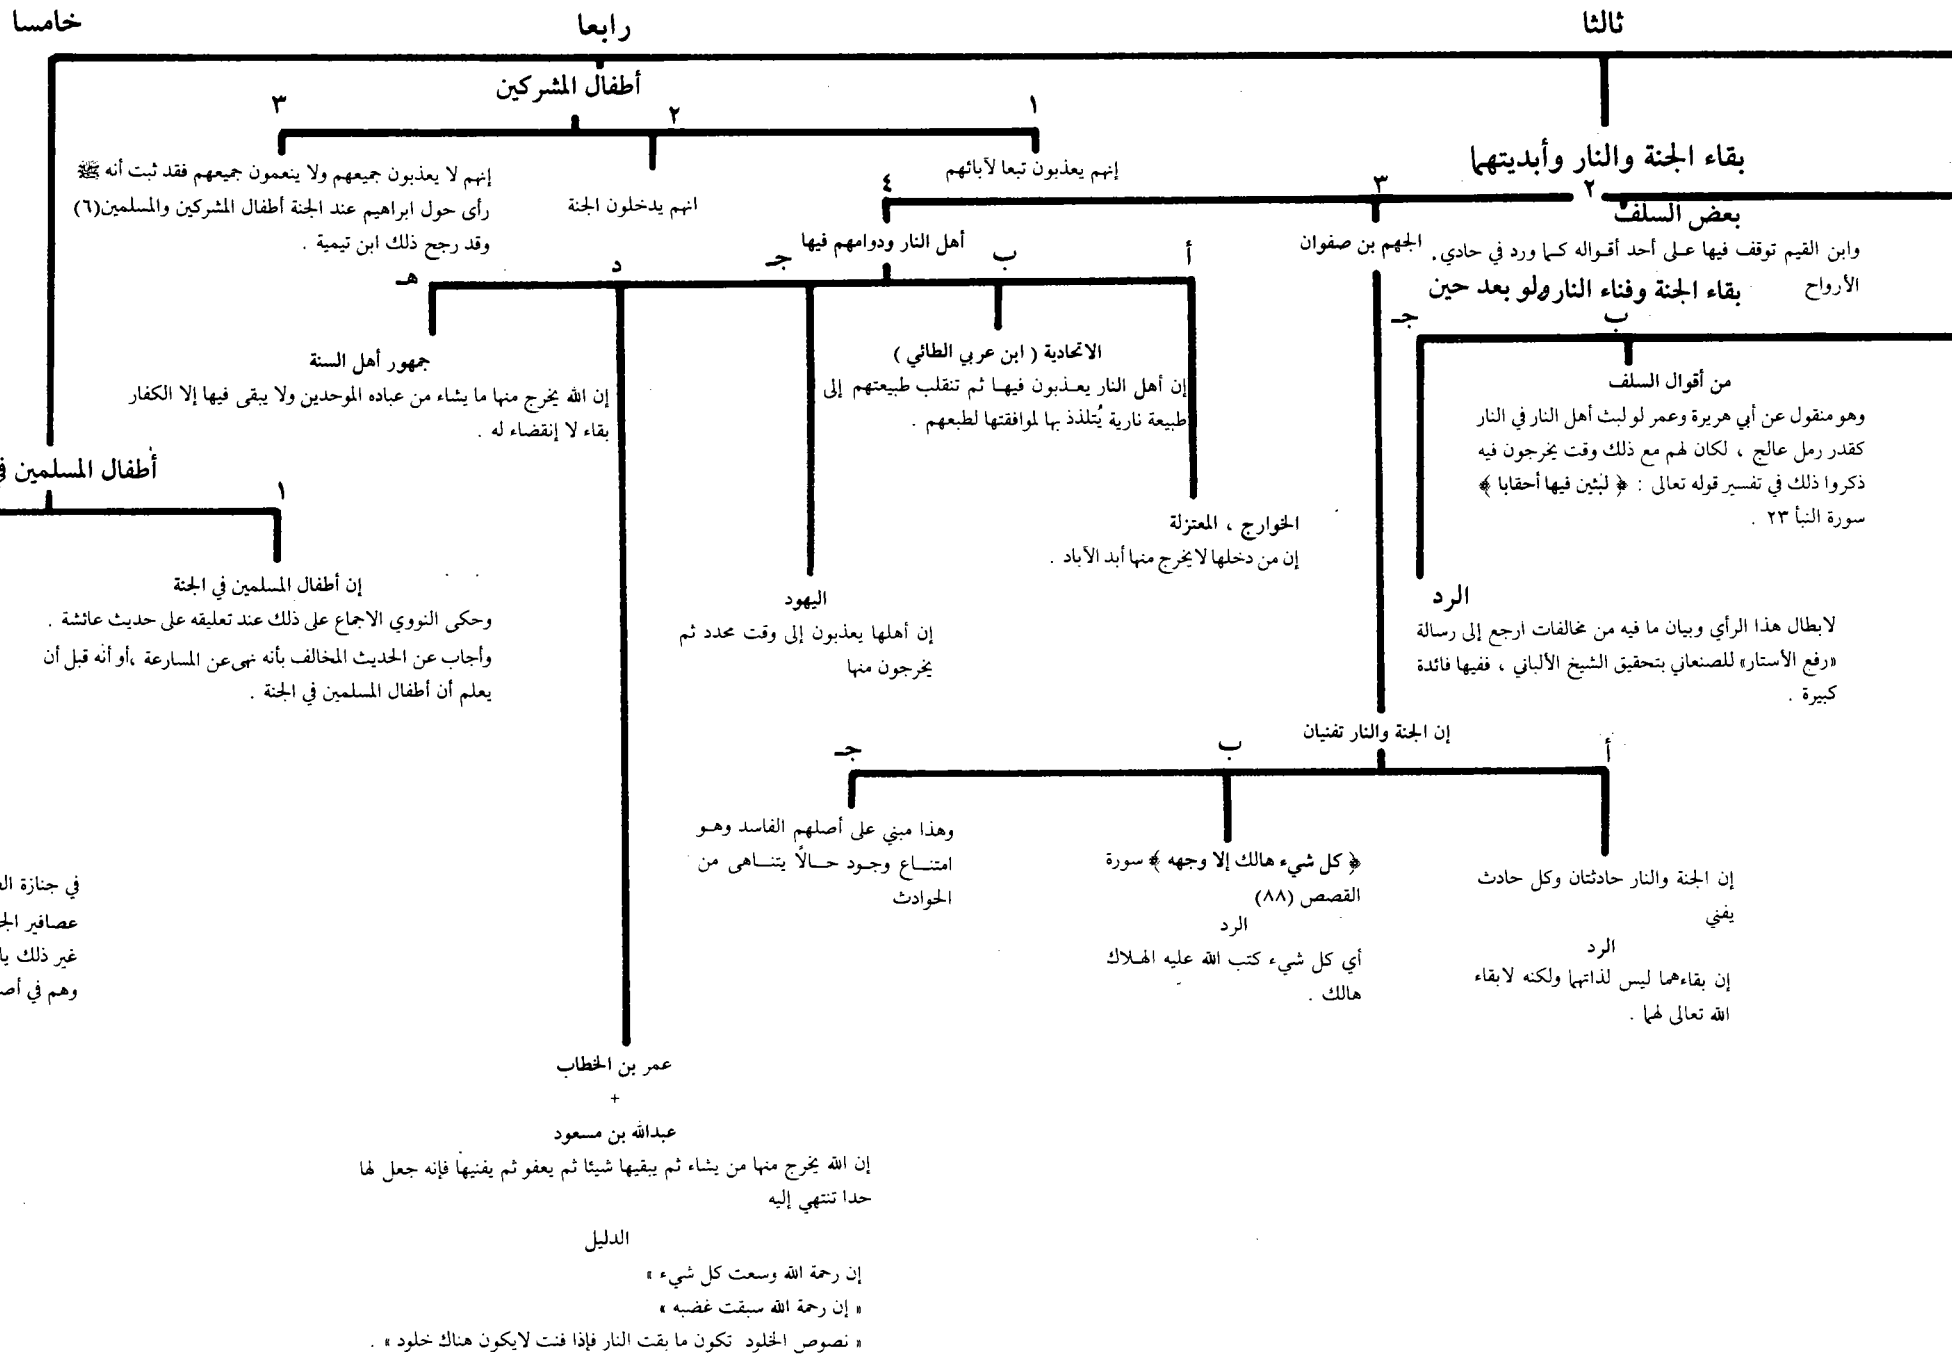 ثالثا
رابعا
خامسا
بقاء الجنة والنار وأبديتهما
٢
بعض السلف
وابن القيم توقف فيها على أحد أقواله كما ورد في حادي
الأرواح
بقاء الجنة وفناء النار ولو بعد حين
ب
من أقوال السلف
وهو منقول عن أبي هريرة وعمر لو لبث أهل النار في النار
كقدر رمل عالج ، لكان لهم مع ذلك وقت يخرجون فيه
ذكروا ذلك في تفسير قوله تعالى : ﴿ لبثين فيها أحقابا ﴾
سورة النبأ ٢٣ .
جـ
الرد
لابطال هذا الرأي وبيان ما فيه من مخالفات ارجع إلى رسالة
«رفع الأستار» للصنعاني بتحقيق الشيخ الألباني ، ففيها فائدة
كبيرة .
٣
الجهم بن صفوان
إن الجنة والنار تفنيان
أ
إن الجنة والنار حادثتان وكل حادث
يفني
الرد
إن بقاءهما ليس لذاتهما ولكنه لابقاء
الله تعالى لهما .
ب
﴿ كل شيء هالك إلا وجهه ﴾ سورة
القصص (٨٨)
الرد
أي كل شيء كتب الله عليه الهلاك
هالك .
جـ
وهذا مبني على أصلهم الفاسد وهو
امتناع وجود حالاً يتناهى من
الحوادث
٤
أهل النار ودوامهم فيها
أ
الخوارج ، المعتزلة
إن من دخلها لايخرج منها أبد الآباد .
ب
الاتحادية ( ابن عربي الطائي )
إن أهل النار يعذبون فيها ثم تنقلب طبيعتهم إلى
طبيعة نارية يُتلذذ بها لموافقتها لطبعهم .
جـ
اليهود
إن أهلها يعذبون إلى وقت محدد ثم
يخرجون منها
د
عمر بن الخطاب
+
عبدالله بن مسعود
إن الله يخرج منها من يشاء ثم يبقيها شيئا ثم يعفو ثم يفنيها فإنه جعل لها
حدا تنتهي إليه
الدليل
إن رحمة الله وسعت كل شيء »
« إن رحمة الله سبقت غضبه »
« نصوص الخلود تكون ما بقت النار فإذا فنت لايكون هناك خلود » .
هـ
جمهور أهل السنة
إن الله يخرج منها ما يشاء من عباده الموحدين ولا يبقى فيها إلا الكفار
بقاء لا إنقضاء له .
أطفال المشركين
١
إنهم يعذبون تبعا لآبائهم
٢
انهم يدخلون الجنة
٣
إنهم لا يعذبون جميعهم ولا ينعمون جميعهم فقد ثبت أنه ﷺ
رأى حول ابراهيم عند الجنة أطفال المشركين والمسلمين(٦)
وقد رجح ذلك ابن تيمية .
أطفال المسلمين
١
إن أطفال المسلمين في الجنة
وحكى النووي الاجماع على ذلك عند تعليقه على حديث عائشة .
وأجاب عن الحديث المخالف بأنه نهى عن المسارعة ،أو أنه قبل أن
يعلم أن أطفال المسلمين في الجنة .
في جنازة
عصافير
غير ذلك
وهم في